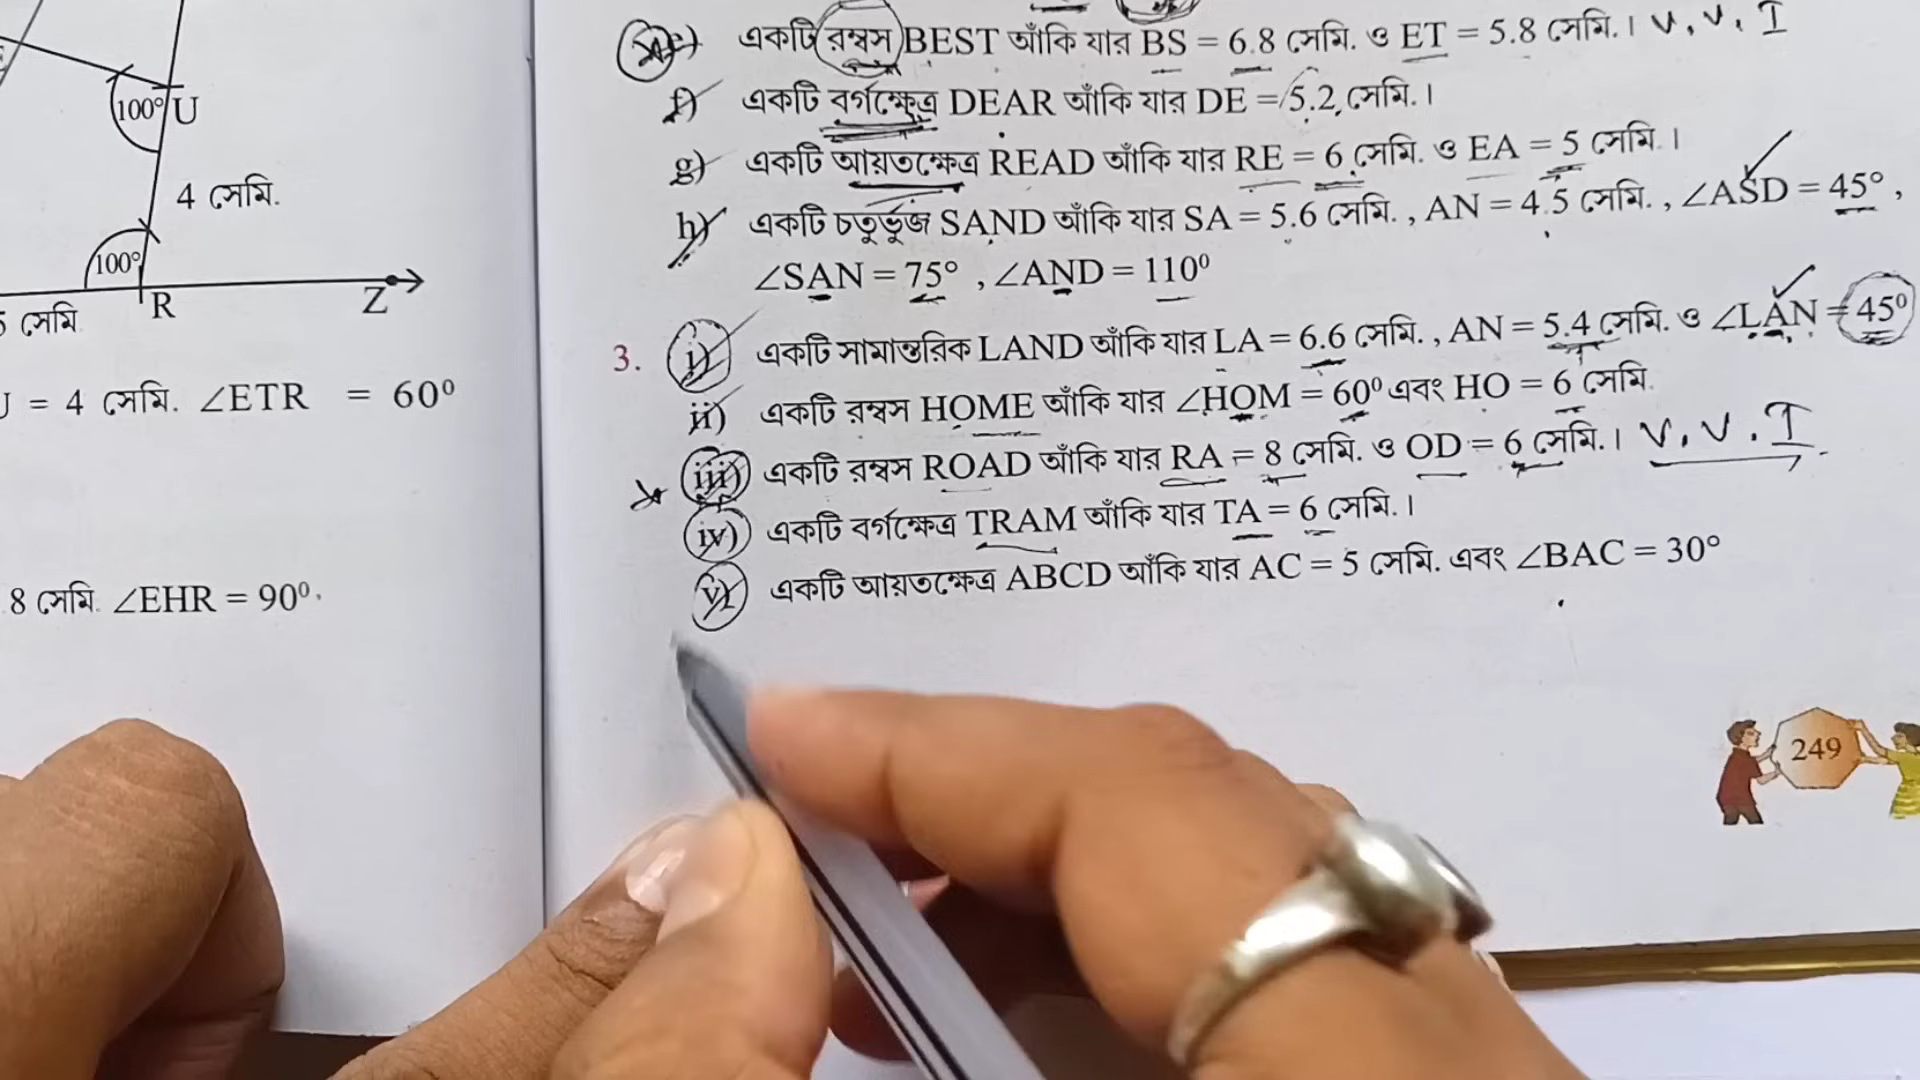 100° U
4 সেমি.
100°
R
Z
5 সেমি
U = 4 সেমি. ∠ETR = 60⁰
8 সেমি. ∠EHR = 90⁰.
একটি রম্বস BEST আঁকি যার BS = 6.8 সেমি. ও ET = 5.8 সেমি.। V. V. I
f) একটি বর্গক্ষেত্র DEAR আঁকি যার DE = 5.2 সেমি.।
g) একটি আয়তক্ষেত্র READ আঁকি যার RE = 6 সেমি. ও EA = 5 সেমি.।
h) একটি চতুর্ভুজ SAND আঁকি যার SA = 5.6 সেমি., AN = 4.5 সেমি., ∠ASD = 45°,
∠SAN = 75°, ∠AND = 110⁰
3. i) একটি সামান্তরিক LAND আঁকি যার LA = 6.6 সেমি., AN = 5.4 সেমি. ও ∠LAN = 45⁰
ii) একটি রম্বস HOME আঁকি যার ∠HOM = 60⁰ এবং HO = 6 সেমি.
iii) একটি রম্বস ROAD আঁকি যার RA = 8 সেমি. ও OD = 6 সেমি.। V. V. I
iv) একটি বর্গক্ষেত্র TRAM আঁকি যার TA = 6 সেমি.।
v) একটি আয়তক্ষেত্র ABCD আঁকি যার AC = 5 সেমি. এবং ∠BAC = 30°
249